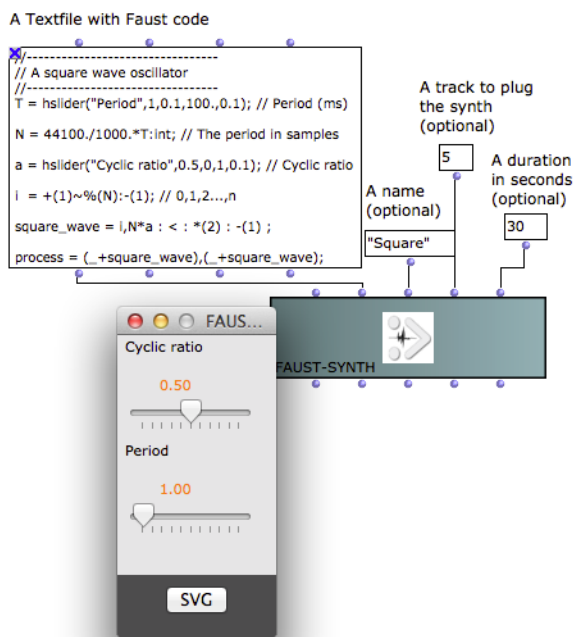 A Textfile with Faust code
//----------------------------------
// A square wave oscillator
//----------------------------------
T = hslider("Period",1,0.1,100.,0.1); // Period (ms)
N = 44100./1000.*T:int; // The period in samples
a = hslider("Cyclic ratio",0.5,0,1,0.1); // Cyclic ratio
i  = +(1)~%(N):-(1); // 0,1,2...,n
square_wave = i,N*a : < : *(2) : -(1) ;
process = (_+square_wave),(_+square_wave);
A track to plug
the synth
(optional)
5
A duration
in seconds
(optional)
30
A name
(optional)
"Square"
FAUST-SYNTH
FAUS...
Cyclic ratio
0.50
Period
1.00
SVG